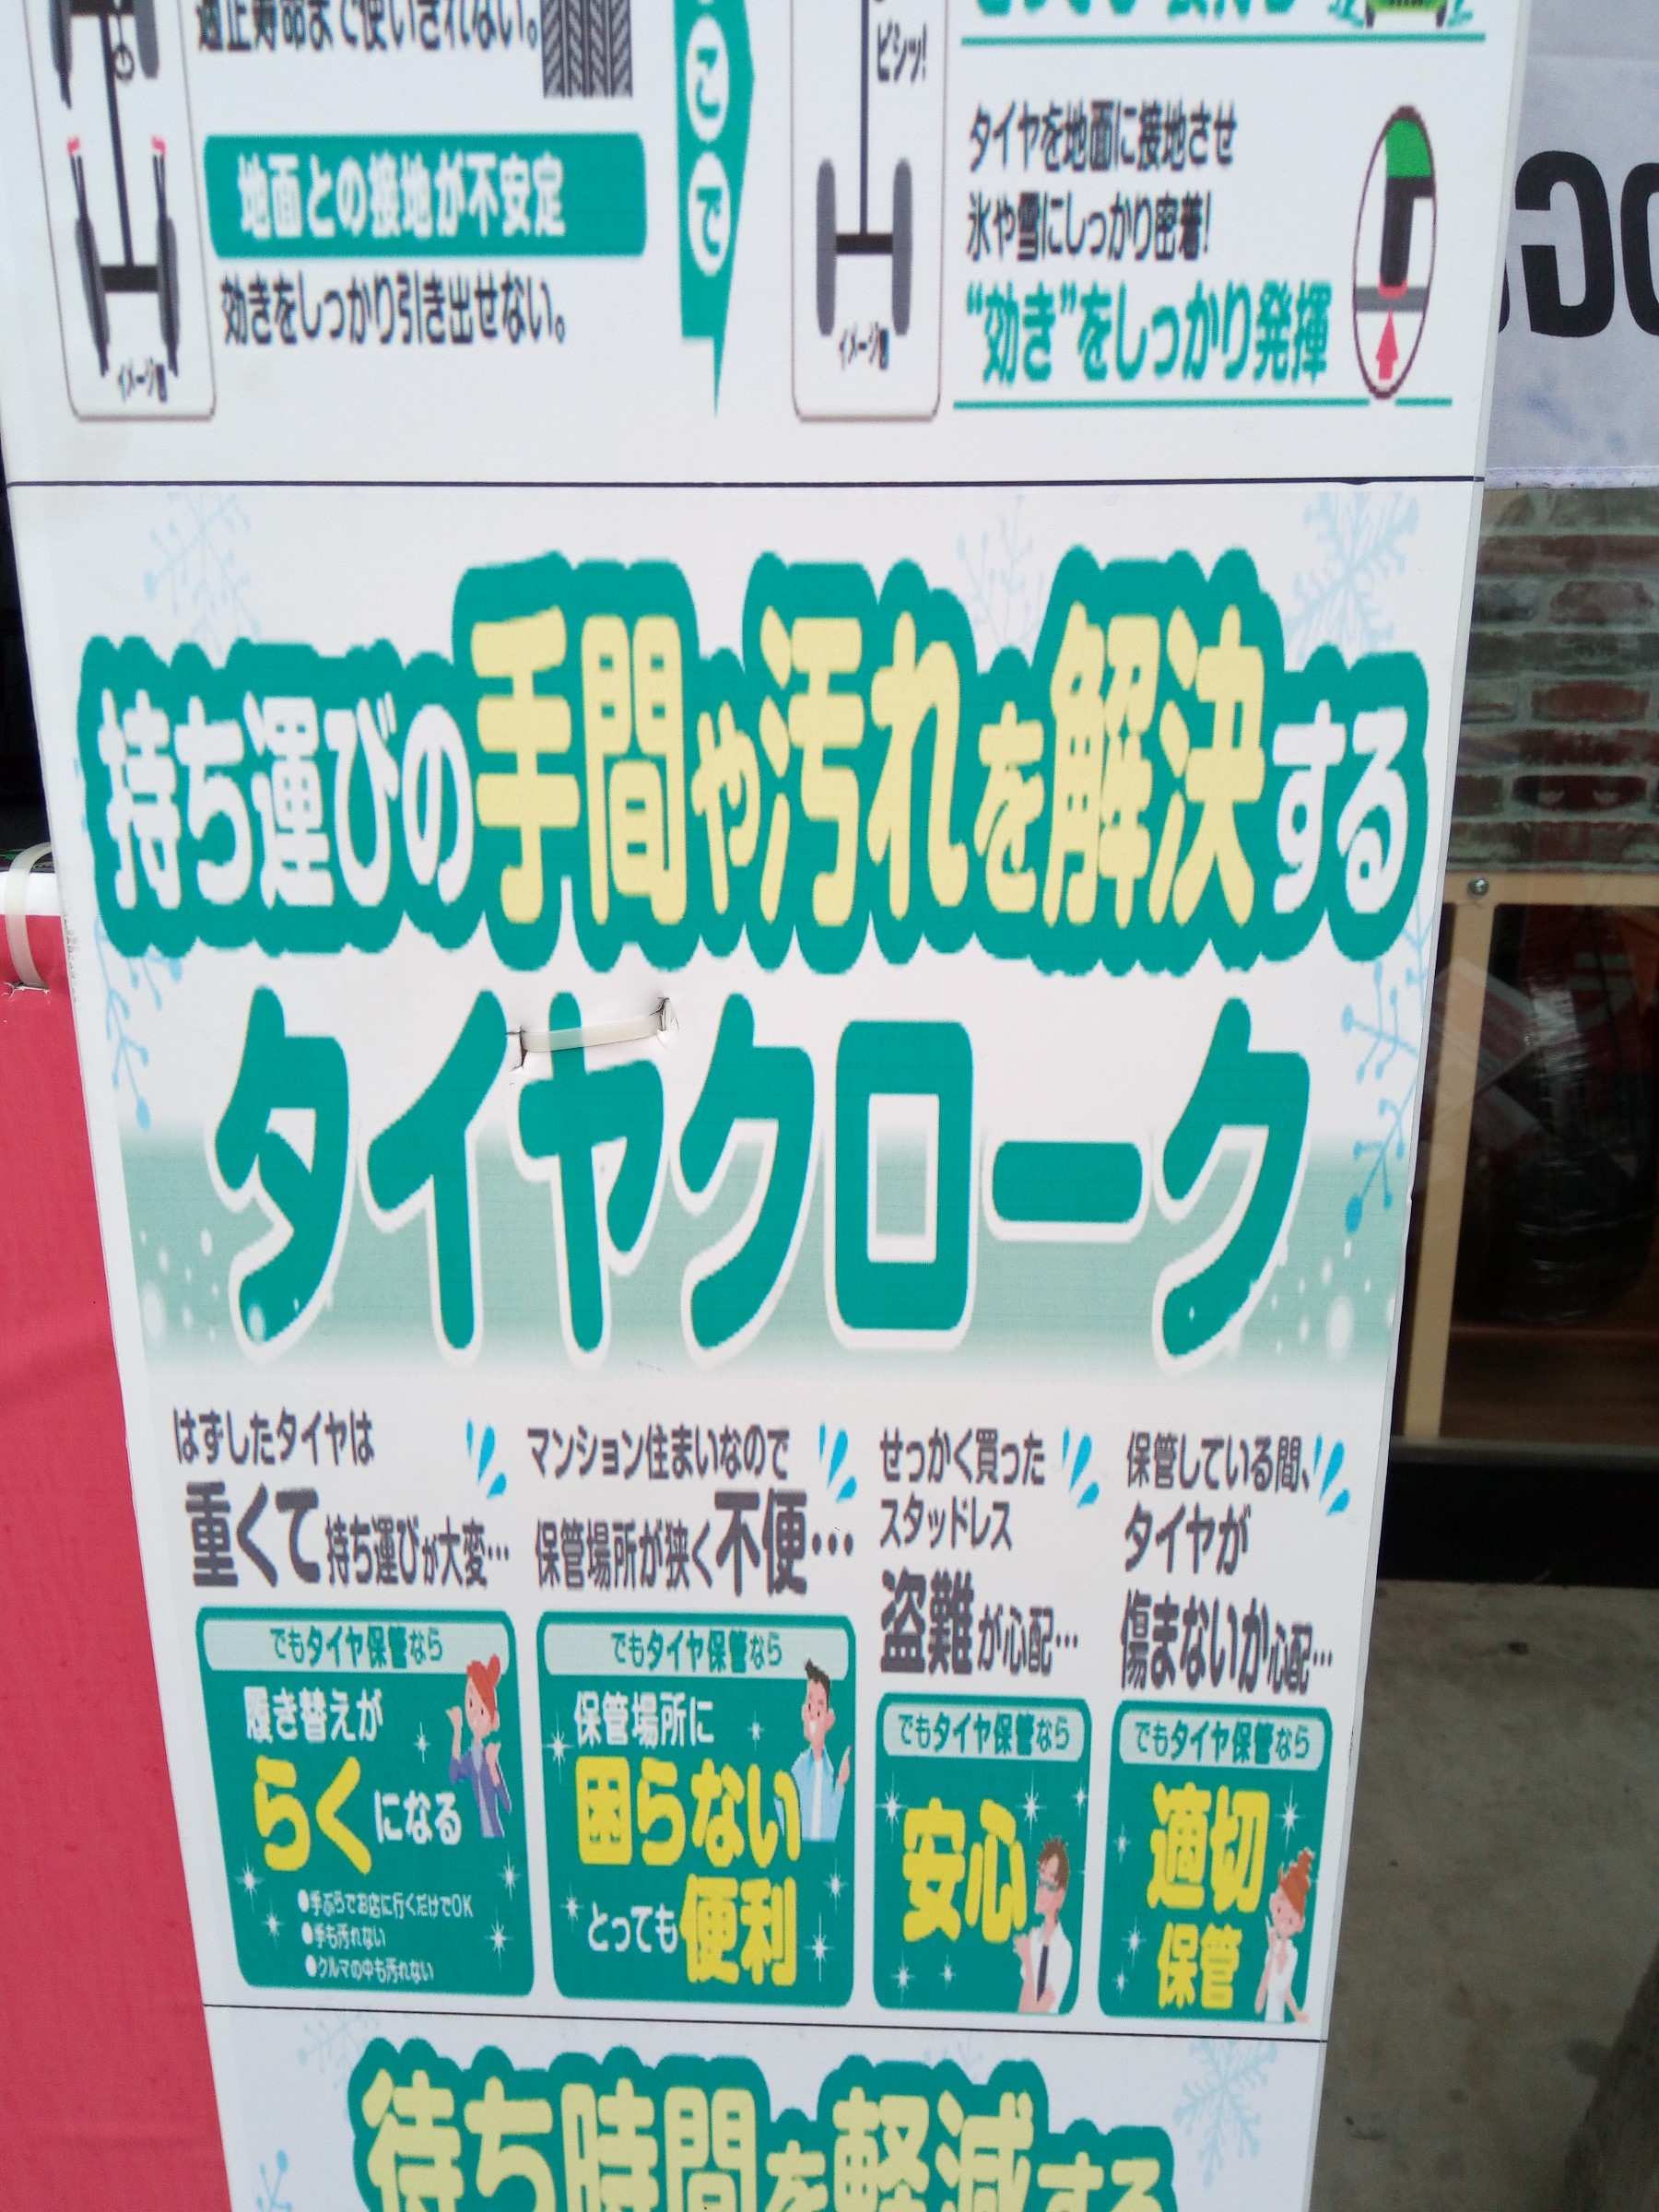 適正寿命まで使いきれない。
地面との接地が不安定
効きをしっかり引き出せない。
イメージ図
こで
ピシッ!
イメージ図
タイヤを地面に接地させ
氷や雪にしっかり密着!
“効き”をしっかり発揮
持ち運びの手間や汚れを解決する
タイヤクローク
はずしたタイヤは
重くて持ち運びが大変…
でもタイヤ保管なら
履き替えが
らくになる
●手ぶらでお店に行くだけでOK
●手も汚れない
●クルマの中も汚れない
マンション住まいなので
保管場所が狭く不便…
でもタイヤ保管なら
保管場所に
困らない
とっても便利
せっかく買った
スタッドレス
盗難が心配…
でもタイヤ保管なら
安心
保管している間、
タイヤが
傷まないか心配…
でもタイヤ保管なら
適切
保管
待ち時間を軽減する